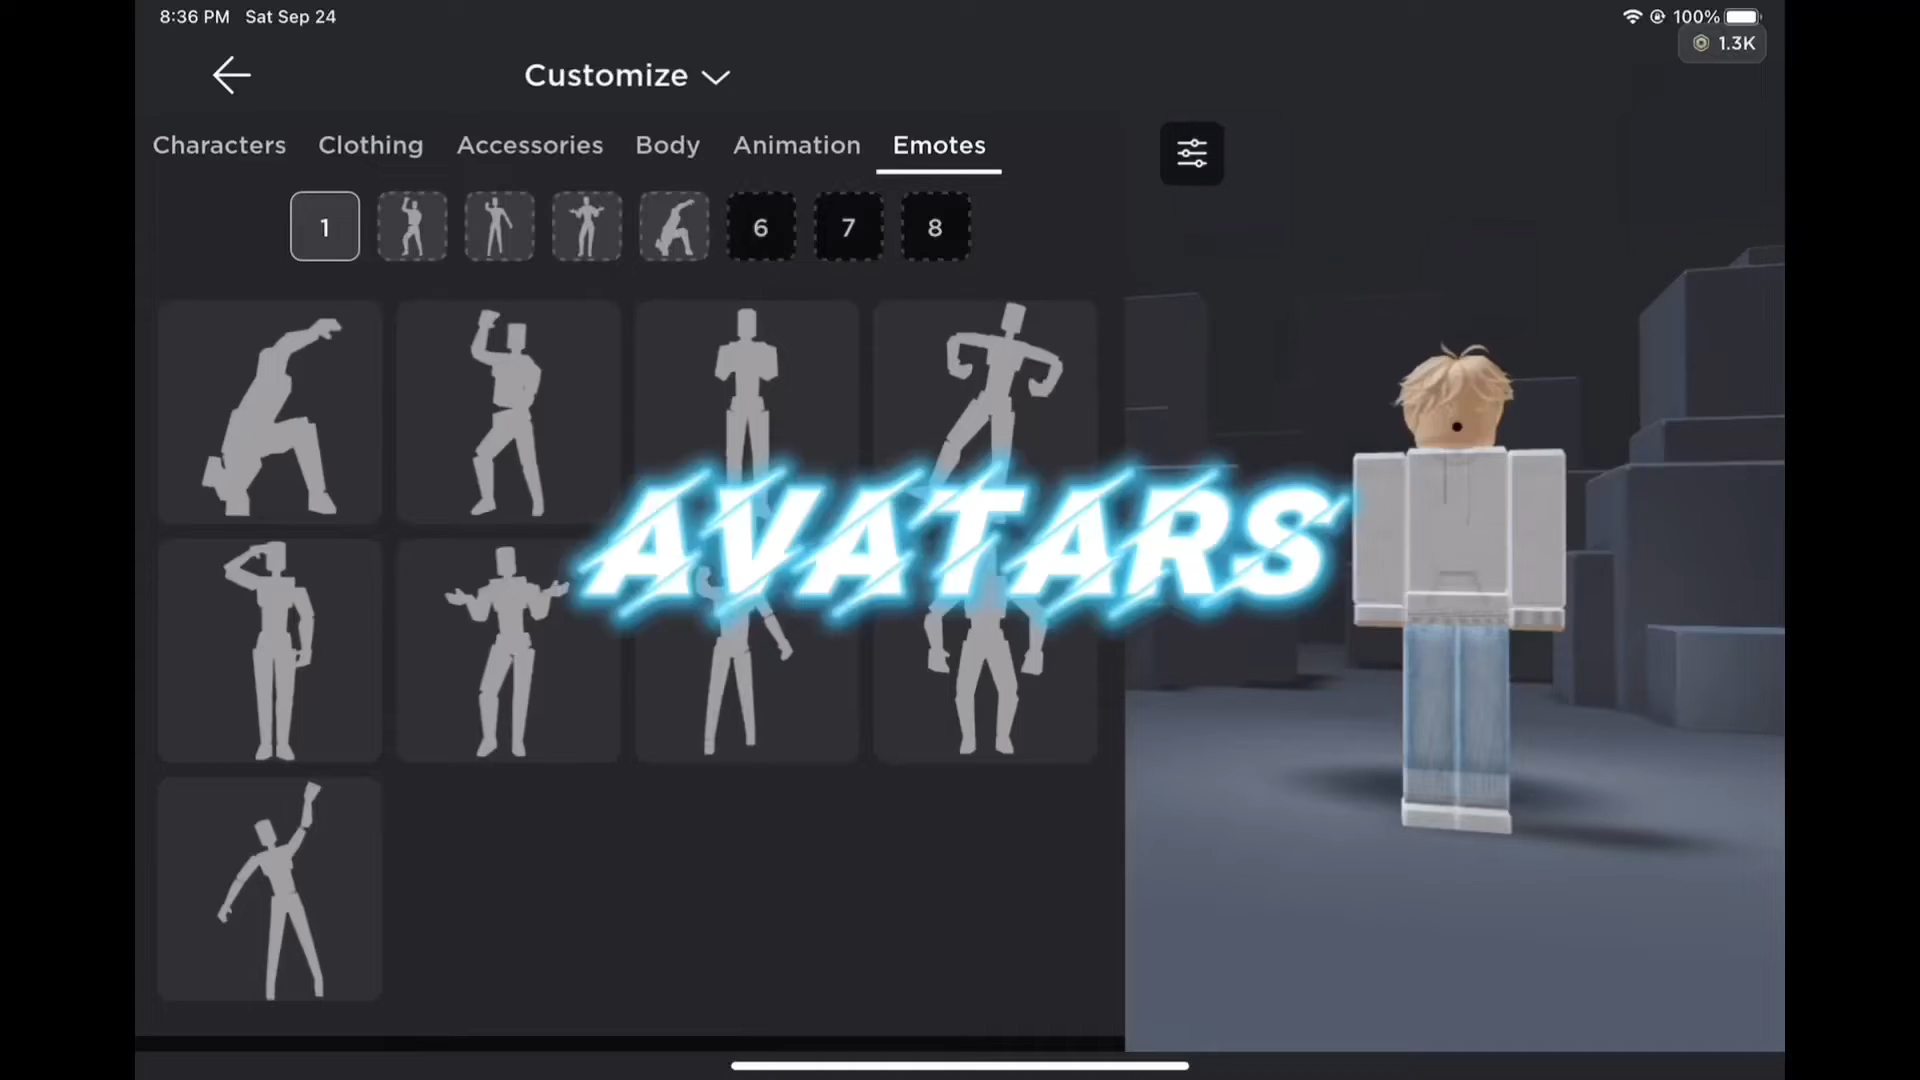 8:36 PM Sat Sep 24
100%
1.3K
Customize
Characters Clothing Accessories Body Animation Emotes
1 6 7 8
AVATARS